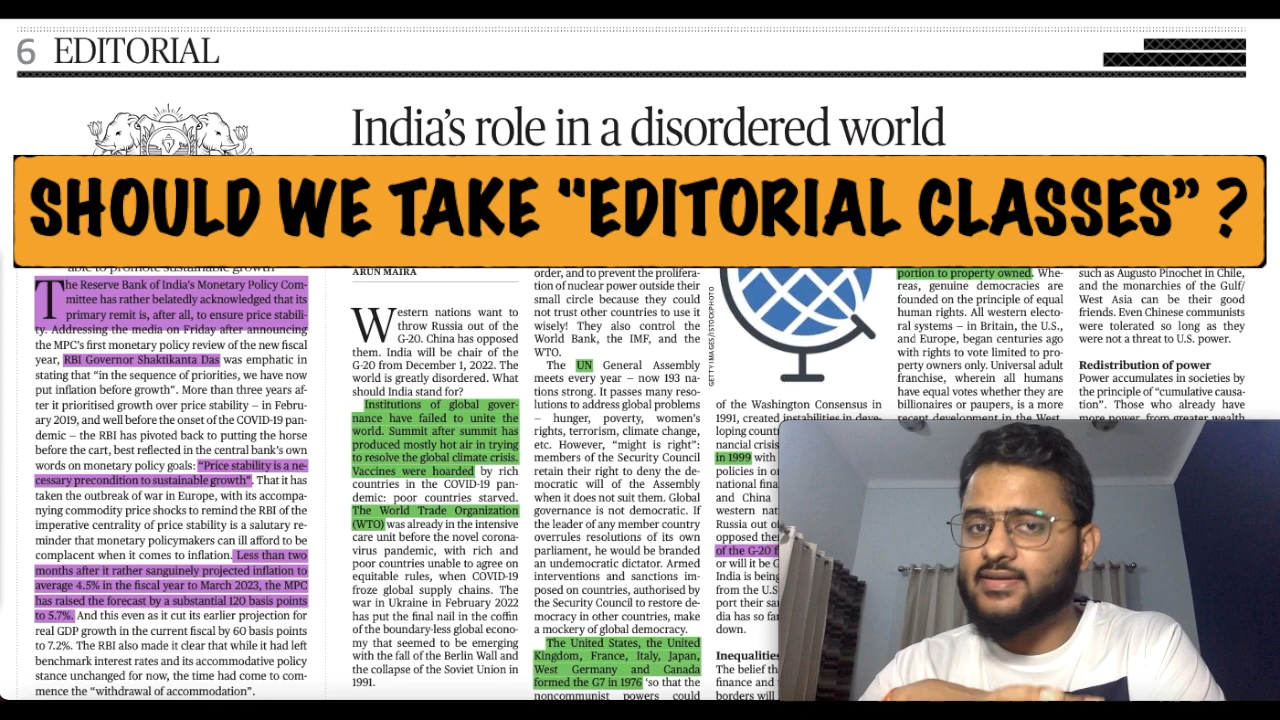 6 EDITORIAL
India's role in a disordered world
SHOULD WE TAKE “EDITORIAL CLASSES” ?
able to promote sustainable growth
The Reserve Bank of India's Monetary Policy Com-
mittee has rather belatedly acknowledged that its
primary remit is, after all, to ensure price stabili-
ty. Addressing the media on Friday after announcing
the MPC's first monetary policy review of the new fiscal
year, RBI Governor Shaktikanta Das was emphatic in
stating that “in the sequence of priorities, we have now
put inflation before growth”. More than three years af-
ter it prioritised growth over price stability – in Febru-
ary 2019, and well before the onset of the COVID-19 pan-
demic – the RBI has pivoted back to putting the horse
before the cart, best reflected in the central bank's own
words on monetary policy goals: “Price stability is a ne-
cessary precondition to sustainable growth”. That it has
taken the outbreak of war in Europe, with its accompa-
nying commodity price shocks to remind the RBI of the
imperative centrality of price stability is a salutary re-
minder that monetary policymakers can ill afford to be
complacent when it comes to inflation. Less than two
months after it rather sanguinely projected inflation to
average 4.5% in the fiscal year to March 2023, the MPC
has raised the forecast by a substantial 120 basis points
to 5.7%. And this even as it cut its earlier projection for
real GDP growth in the current fiscal by 60 basis points
to 7.2%. The RBI also made it clear that while it had left
benchmark interest rates and its accommodative policy
stance unchanged for now, the time had come to com-
mence the “withdrawal of accommodation”.
ARUN MAIRA
Western nations want to
throw Russia out of the
G-20. China has opposed
them. India will be chair of the
G-20 from December 1, 2022. The
world is greatly disordered. What
should India stand for?
Institutions of global gover-
nance have failed to unite the
world. Summit after summit has
produced mostly hot air in trying
to resolve the global climate crisis.
Vaccines were hoarded by rich
countries in the COVID-19 pan-
demic: poor countries starved.
The World Trade Organization
(WTO) was already in the intensive
care unit before the novel corona-
virus pandemic, with rich and
poor countries unable to agree on
equitable rules, when COVID-19
froze global supply chains. The
war in Ukraine in February 2022
has put the final nail in the coffin
of the boundary-less global econo-
my that seemed to be emerging
with the fall of the Berlin Wall and
the collapse of the Soviet Union in
1991.
order, and to prevent the prolifera-
tion of nuclear power outside their
small circle because they could
not trust other countries to use it
wisely! They also control the
World Bank, the IMF, and the
WTO.
The UN General Assembly
meets every year – now 193 na-
tions strong. It passes many reso-
lutions to address global problems
– hunger, poverty, women's
rights, terrorism, climate change,
etc. However, “might is right”:
members of the Security Council
retain their right to deny the de-
mocratic will of the Assembly
when it does not suit them. Global
governance is not democratic. If
the leader of any member country
overrules resolutions of its own
parliament, he would be branded
an undemocratic dictator. Armed
interventions and sanctions im-
posed on countries, authorised by
the Security Council to restore de-
mocracy in other countries, make
a mockery of global democracy.
The United States, the United
Kingdom, France, Italy, Japan,
West Germany and Canada
formed the G7 in 1976 ‘so that the
noncommunist powers could
GETTY IMAGES/ISTOCKPHOTO
of the Washington Consensus in
1991, created instabilities in deve-
loping count
nancial crisis
in 1999 with
policies in o
national finan
and China
western nat
Russia out o
opposed the
of the G-20 f
or will it be G
India is being
from the U.S
port their san
dia has so fa
down.
Inequalities
The belief th
finance and
borders will
portion to property owned. Whe-
reas, genuine democracies are
founded on the principle of equal
human rights. All western electo-
ral systems – in Britain, the U.S.,
and Europe, began centuries ago
with rights to vote limited to pro-
perty owners only. Universal adult
franchise, wherein all humans
have equal votes whether they are
billionaires or paupers, is a more
recent development in the West.
such as Augusto Pinochet in Chile,
and the monarchies of the Gulf/
West Asia can be their good
friends. Even Chinese communists
were tolerated so long as they
were not a threat to U.S. power.
Redistribution of power
Power accumulates in societies by
the principle of “cumulative causa-
tion”. Those who already have
more power, from greater wealth